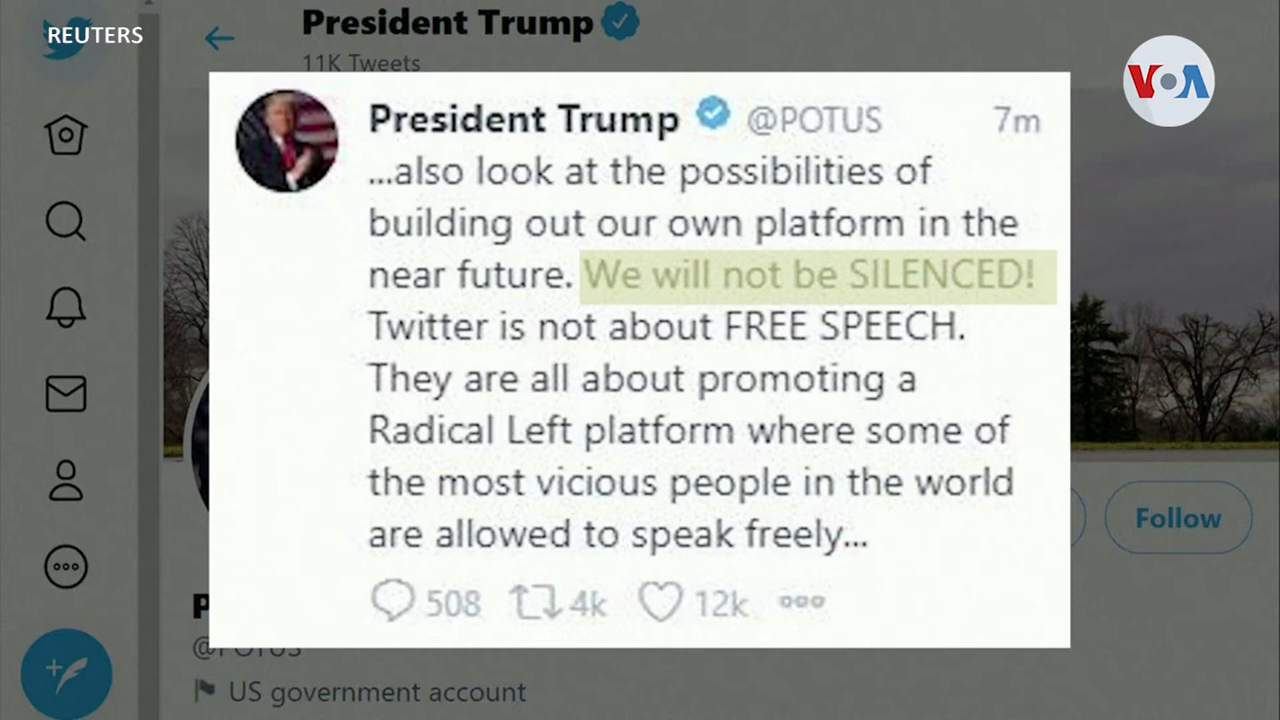 REUTERS
President Trump
11K Tweets
VOA
President Trump @POTUS 7m
...also look at the possibilities of
building out our own platform in the
near future. We will not be SILENCED!
Twitter is not about FREE SPEECH.
They are all about promoting a
Radical Left platform where some of
the most vicious people in the world
are allowed to speak freely...
508 4k 12k
Follow
P
@POTUS
US government account